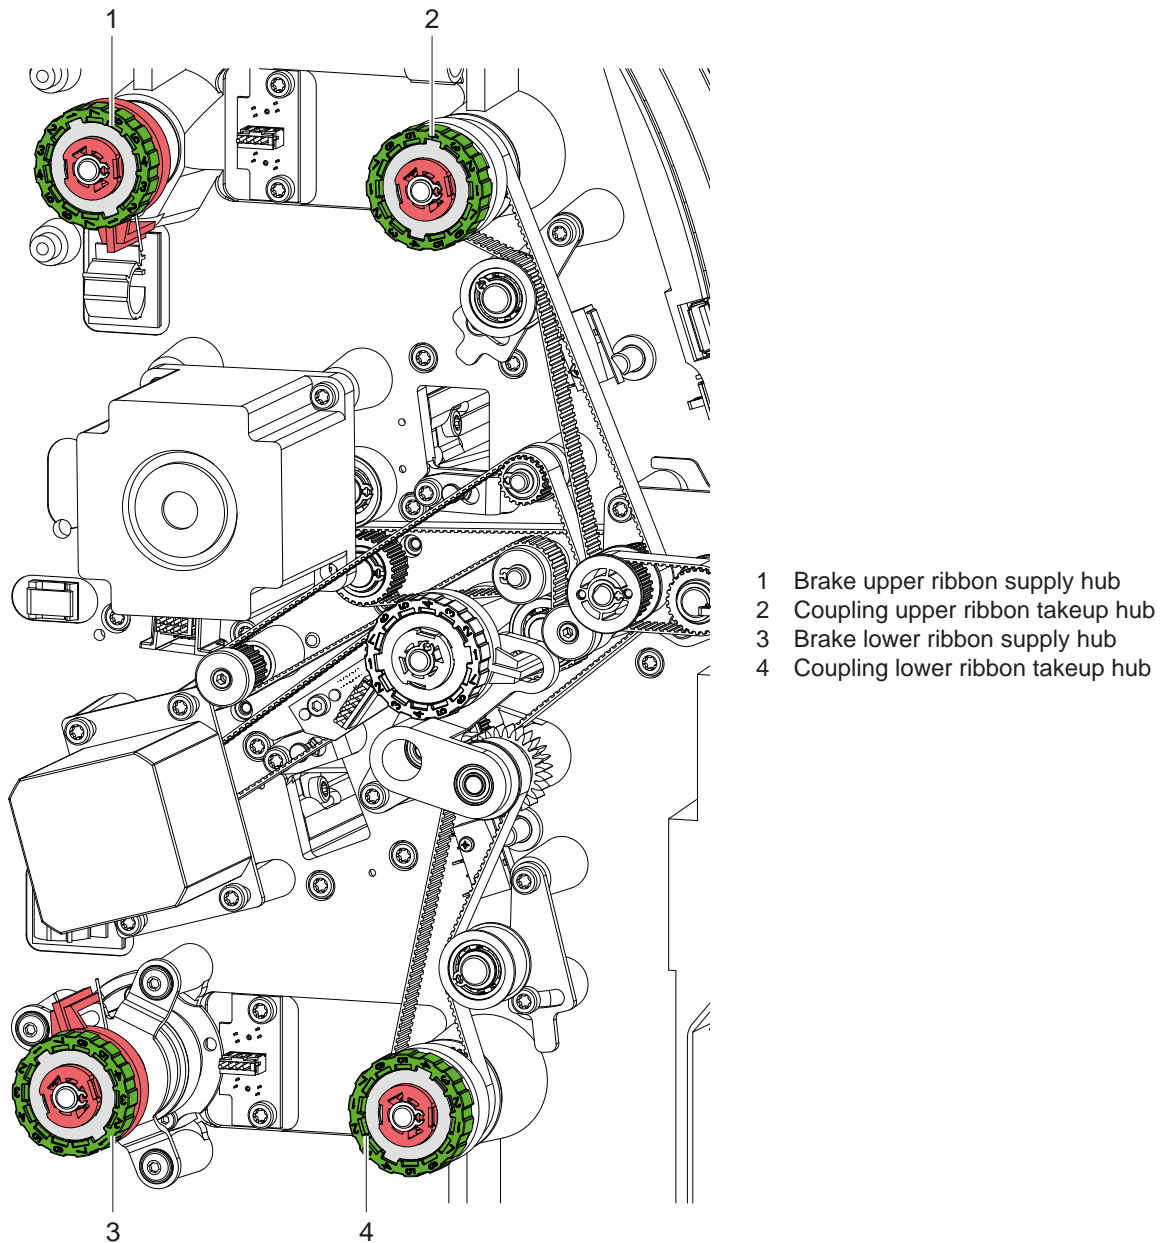 1 2
1 Brake upper ribbon supply hub
2 Coupling upper ribbon takeup hub
3 Brake lower ribbon supply hub
4 Coupling lower ribbon takeup hub
3 4